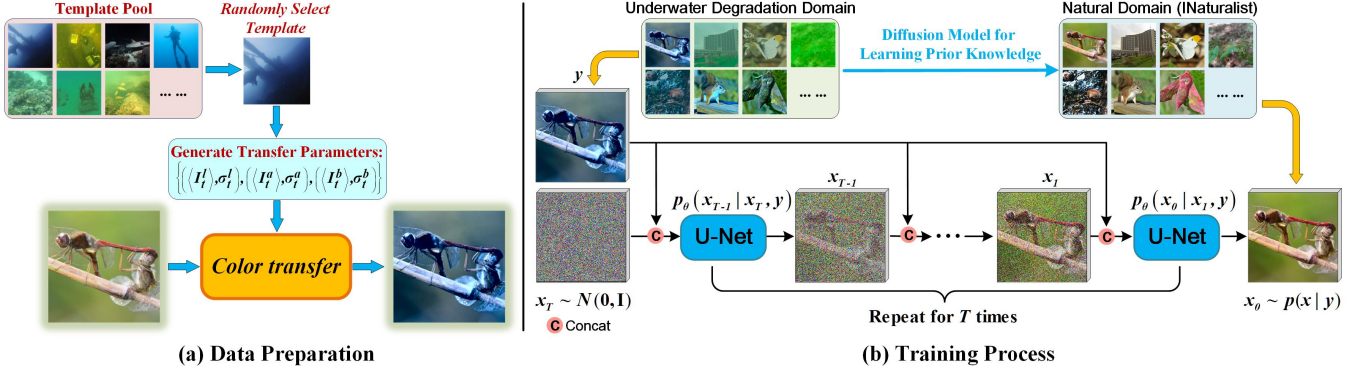 Template Pool
... ...
Randomly Select
Template
Generate Transfer Parameters:
{(⟨I_t^l⟩,σ_t^l),(⟨I_t^a⟩,σ_t^a),(⟨I_t^b⟩,σ_t^b)}
Color transfer
(a) Data Preparation
Underwater Degradation Domain
... ...
Diffusion Model for
Learning Prior Knowledge
Natural Domain (INaturalist)
... ...
y
x_{T-1}
x_1
p_θ(x_{T-1} | x_T, y)
p_θ(x_0 | x_1, y)
C
U-Net
C
...
C
U-Net
x_T ~ N(0, I)
x_0 ~ p(x | y)
C Concat
Repeat for T times
(b) Training Process